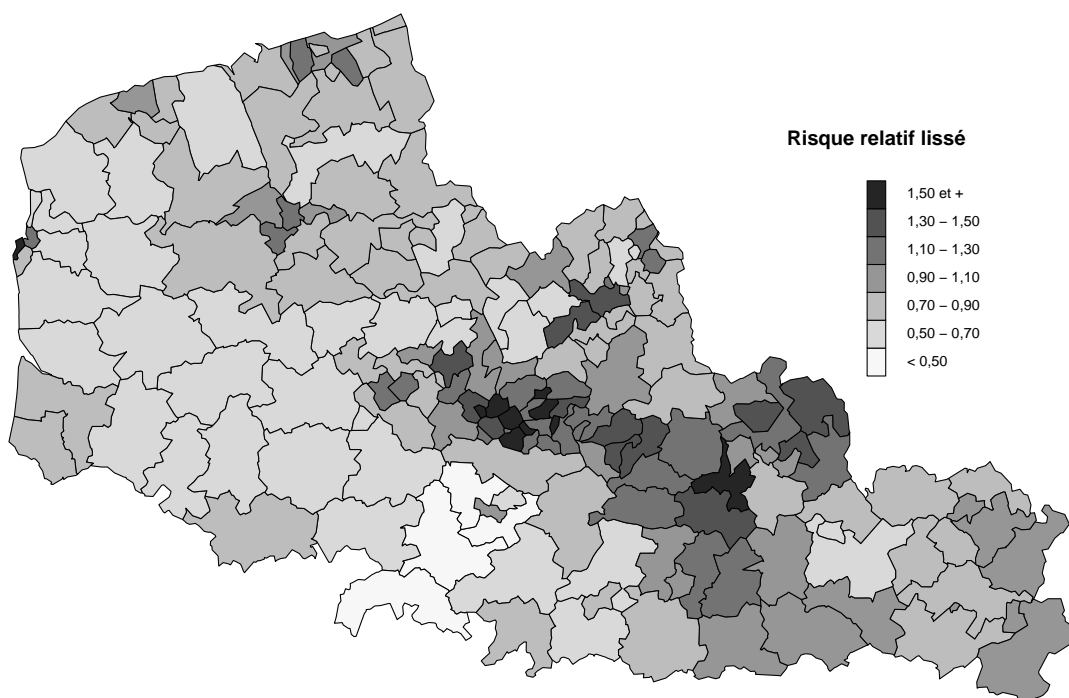 Risque relatif lissé
1,50 et +
1,30 – 1,50
1,10 – 1,30
0,90 – 1,10
0,70 – 0,90
0,50 – 0,70
< 0,50